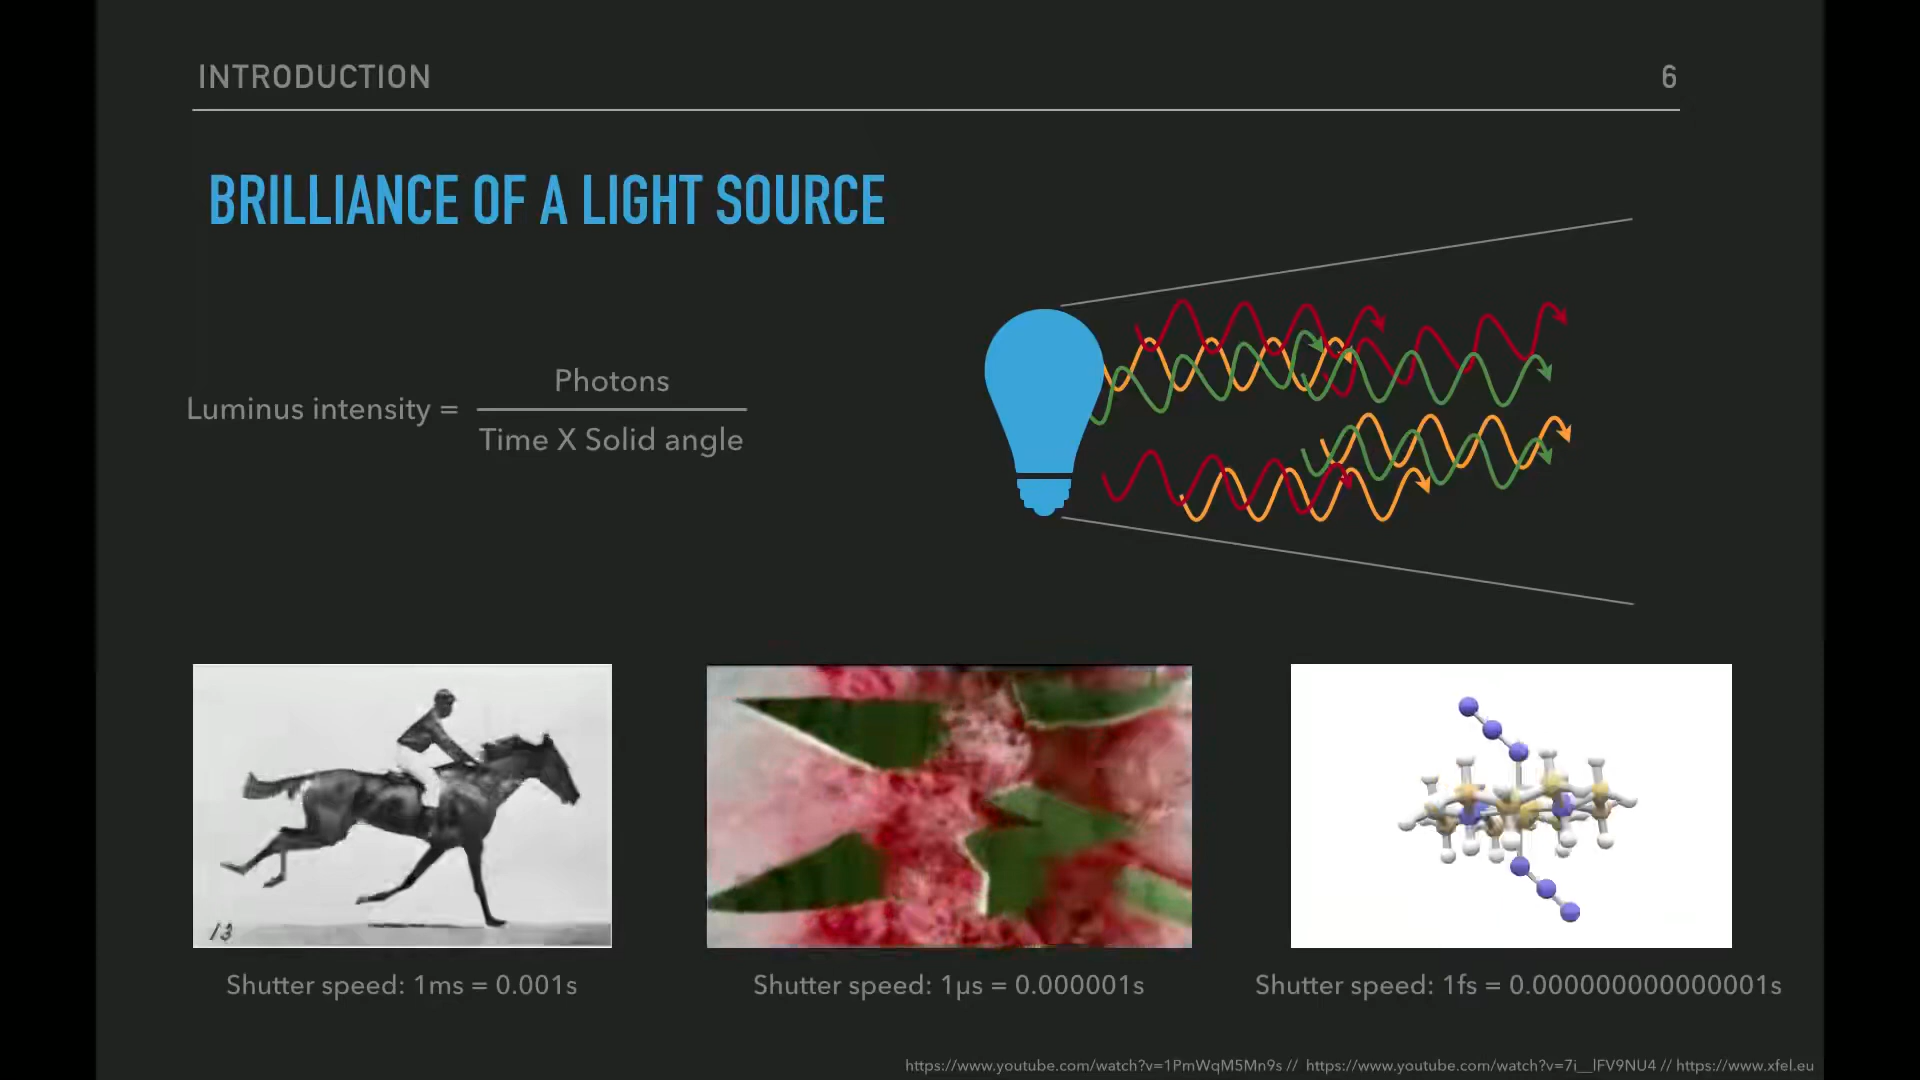 INTRODUCTION
6
BRILLIANCE OF A LIGHT SOURCE
Luminus intensity =
Photons
Time X Solid angle
13
Shutter speed: 1ms = 0.001s
Shutter speed: 1µs = 0.000001s
Shutter speed: 1fs = 0.000000000000001s
https://www.youtube.com/watch?v=1PmWqM5Mn9s // https://www.youtube.com/watch?v=7i__lFV9NU4 // https://www.xfel.eu